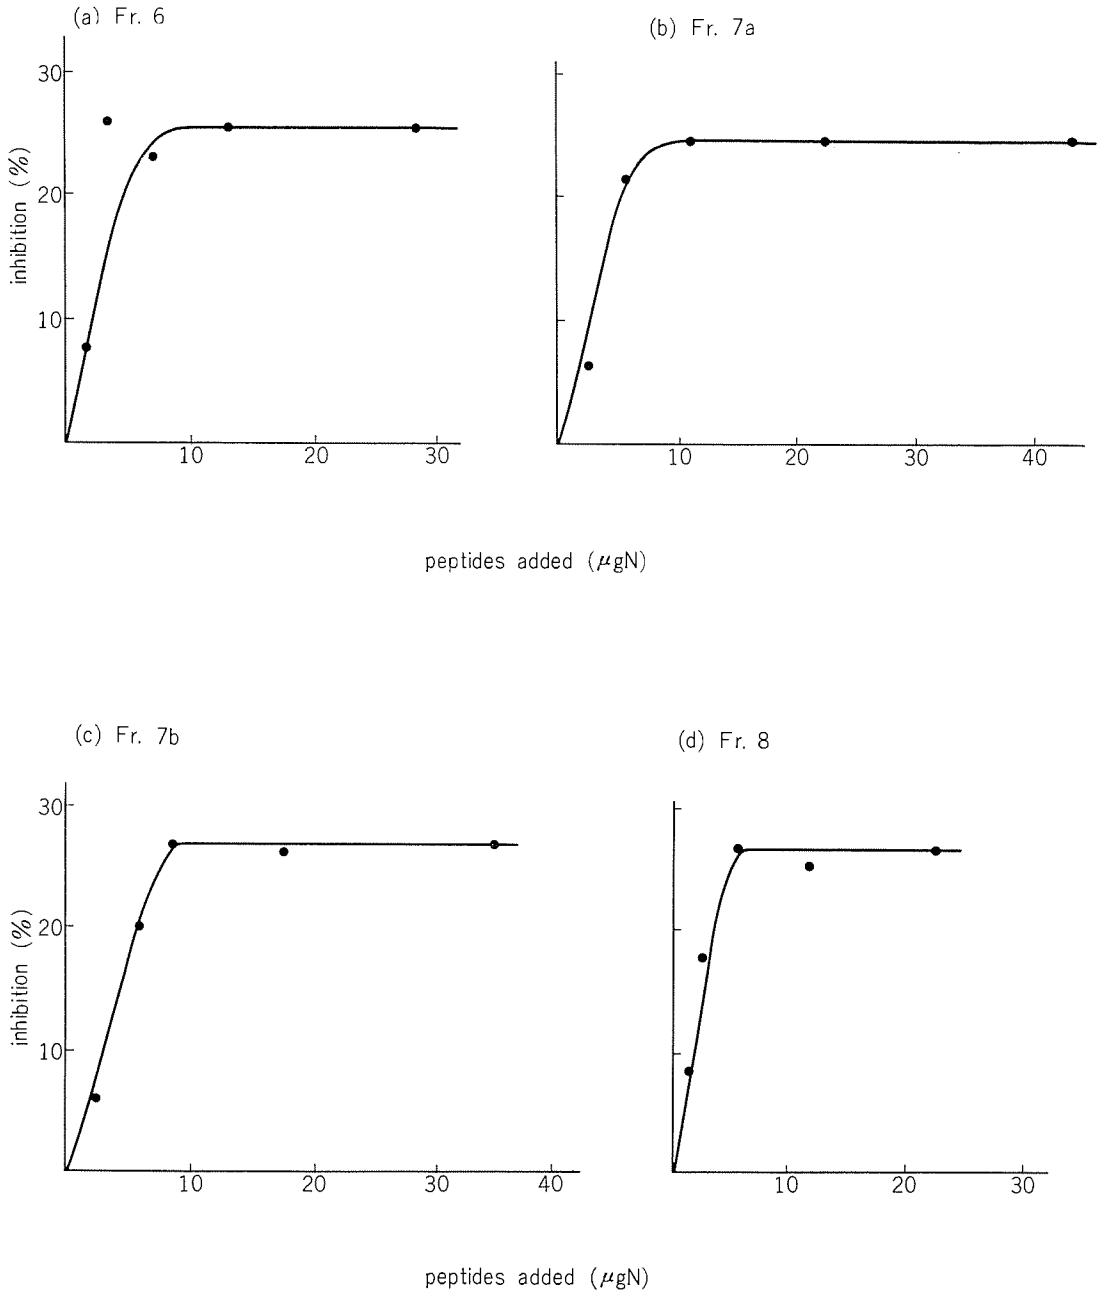 (a) Fr. 6
(b) Fr. 7a
30
20
10
inhibition (%)
10 20 30
10 20 30 40
peptides added (μgN)
(c) Fr. 7b
(d) Fr. 8
30
20
10
inhibition (%)
10 20 30 40
10 20 30
peptides added (μgN)